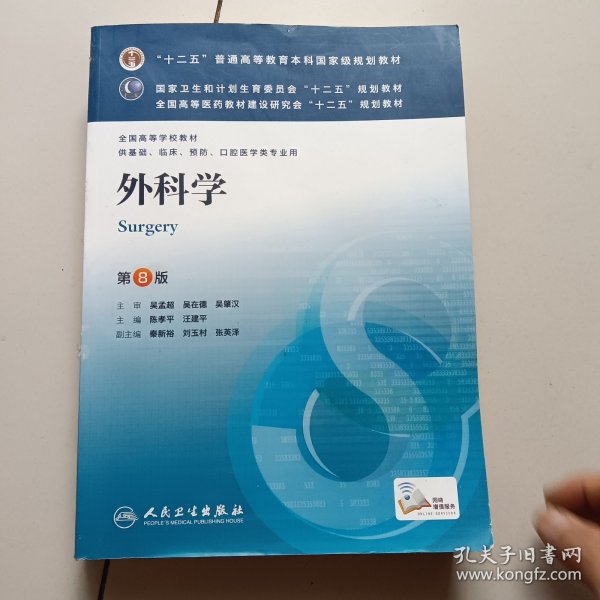 “十二五”普通高等教育本科国家级规划教材
国家卫生和计划生育委员会“十二五”规划教材
全国高等医药教材建设研究会“十二五”规划教材
全国高等学校教材
供基础、临床、预防、口腔医学类专业用
外科学
Surgery
第8版
主审 吴孟超 吴在德 吴肇汉
主编 陈孝平 汪建平
副主编 秦新裕 刘玉村 张英泽
网络
增值服务
ONLINE SERVICES
人民卫生出版社
PEOPLE'S MEDICAL PUBLISHING HOUSE
孔夫子旧书网
www.kongfz.com